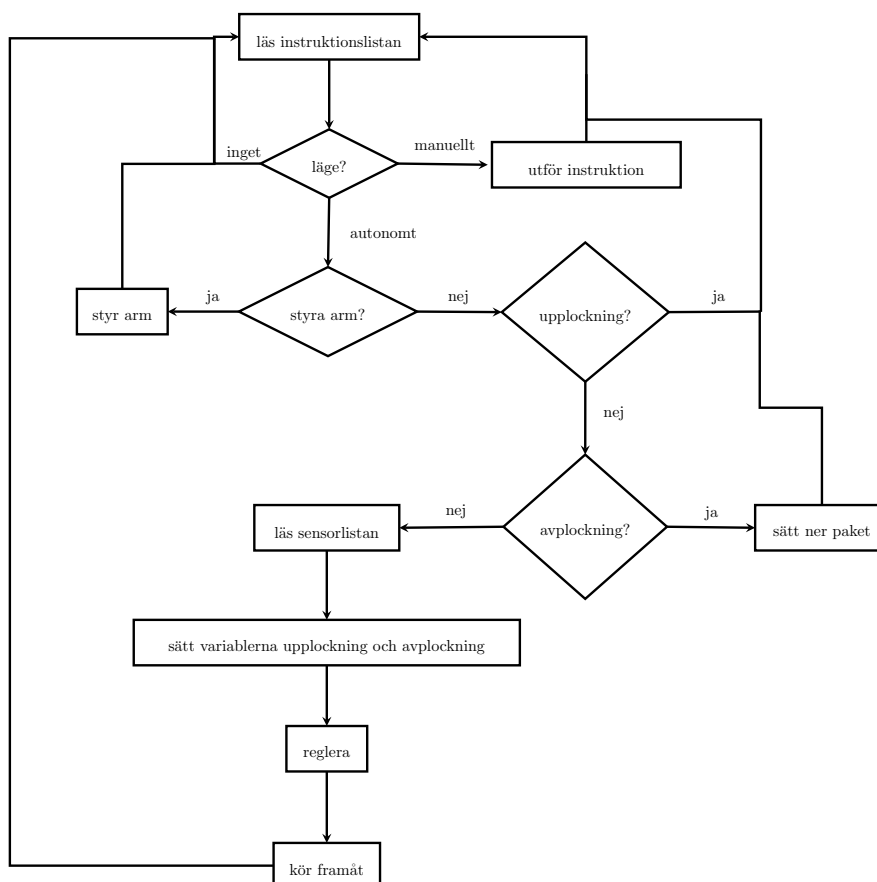 läs instruktionslistan
inget
läge?
manuellt
utför instruktion
autonomt
styr arm
ja
styra arm?
nej
upplockning?
ja
nej
läs sensorlistan
nej
avplockning?
ja
sätt ner paket
sätt variablerna upplockning och avplockning
reglera
kör framåt